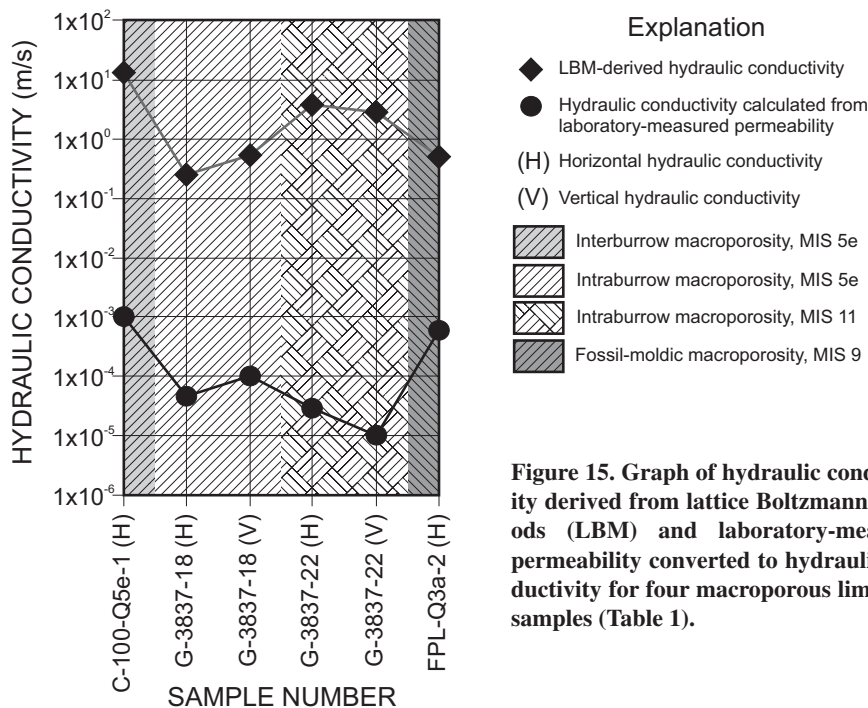 HYDRAULIC CONDUCTIVITY (m/s)
1x10²
1x10¹
1x10⁰
1x10⁻¹
1x10⁻²
1x10⁻³
1x10⁻⁴
1x10⁻⁵
1x10⁻⁶
C-100-Q5e-1 (H)
G-3837-18 (H)
G-3837-18 (V)
G-3837-22 (H)
G-3837-22 (V)
FPL-Q3a-2 (H)
SAMPLE NUMBER
Explanation
LBM-derived hydraulic conductivity
Hydraulic conductivity calculated from
laboratory-measured permeability
(H) Horizontal hydraulic conductivity
(V) Vertical hydraulic conductivity
Interburrow macroporosity, MIS 5e
Intraburrow macroporosity, MIS 5e
Intraburrow macroporosity, MIS 11
Fossil-moldic macroporosity, MIS 9
Figure 15. Graph of hydraulic cond
ity derived from lattice Boltzmann
ods (LBM) and laboratory-mea
permeability converted to hydrauli
ductivity for four macroporous lim
samples (Table 1).